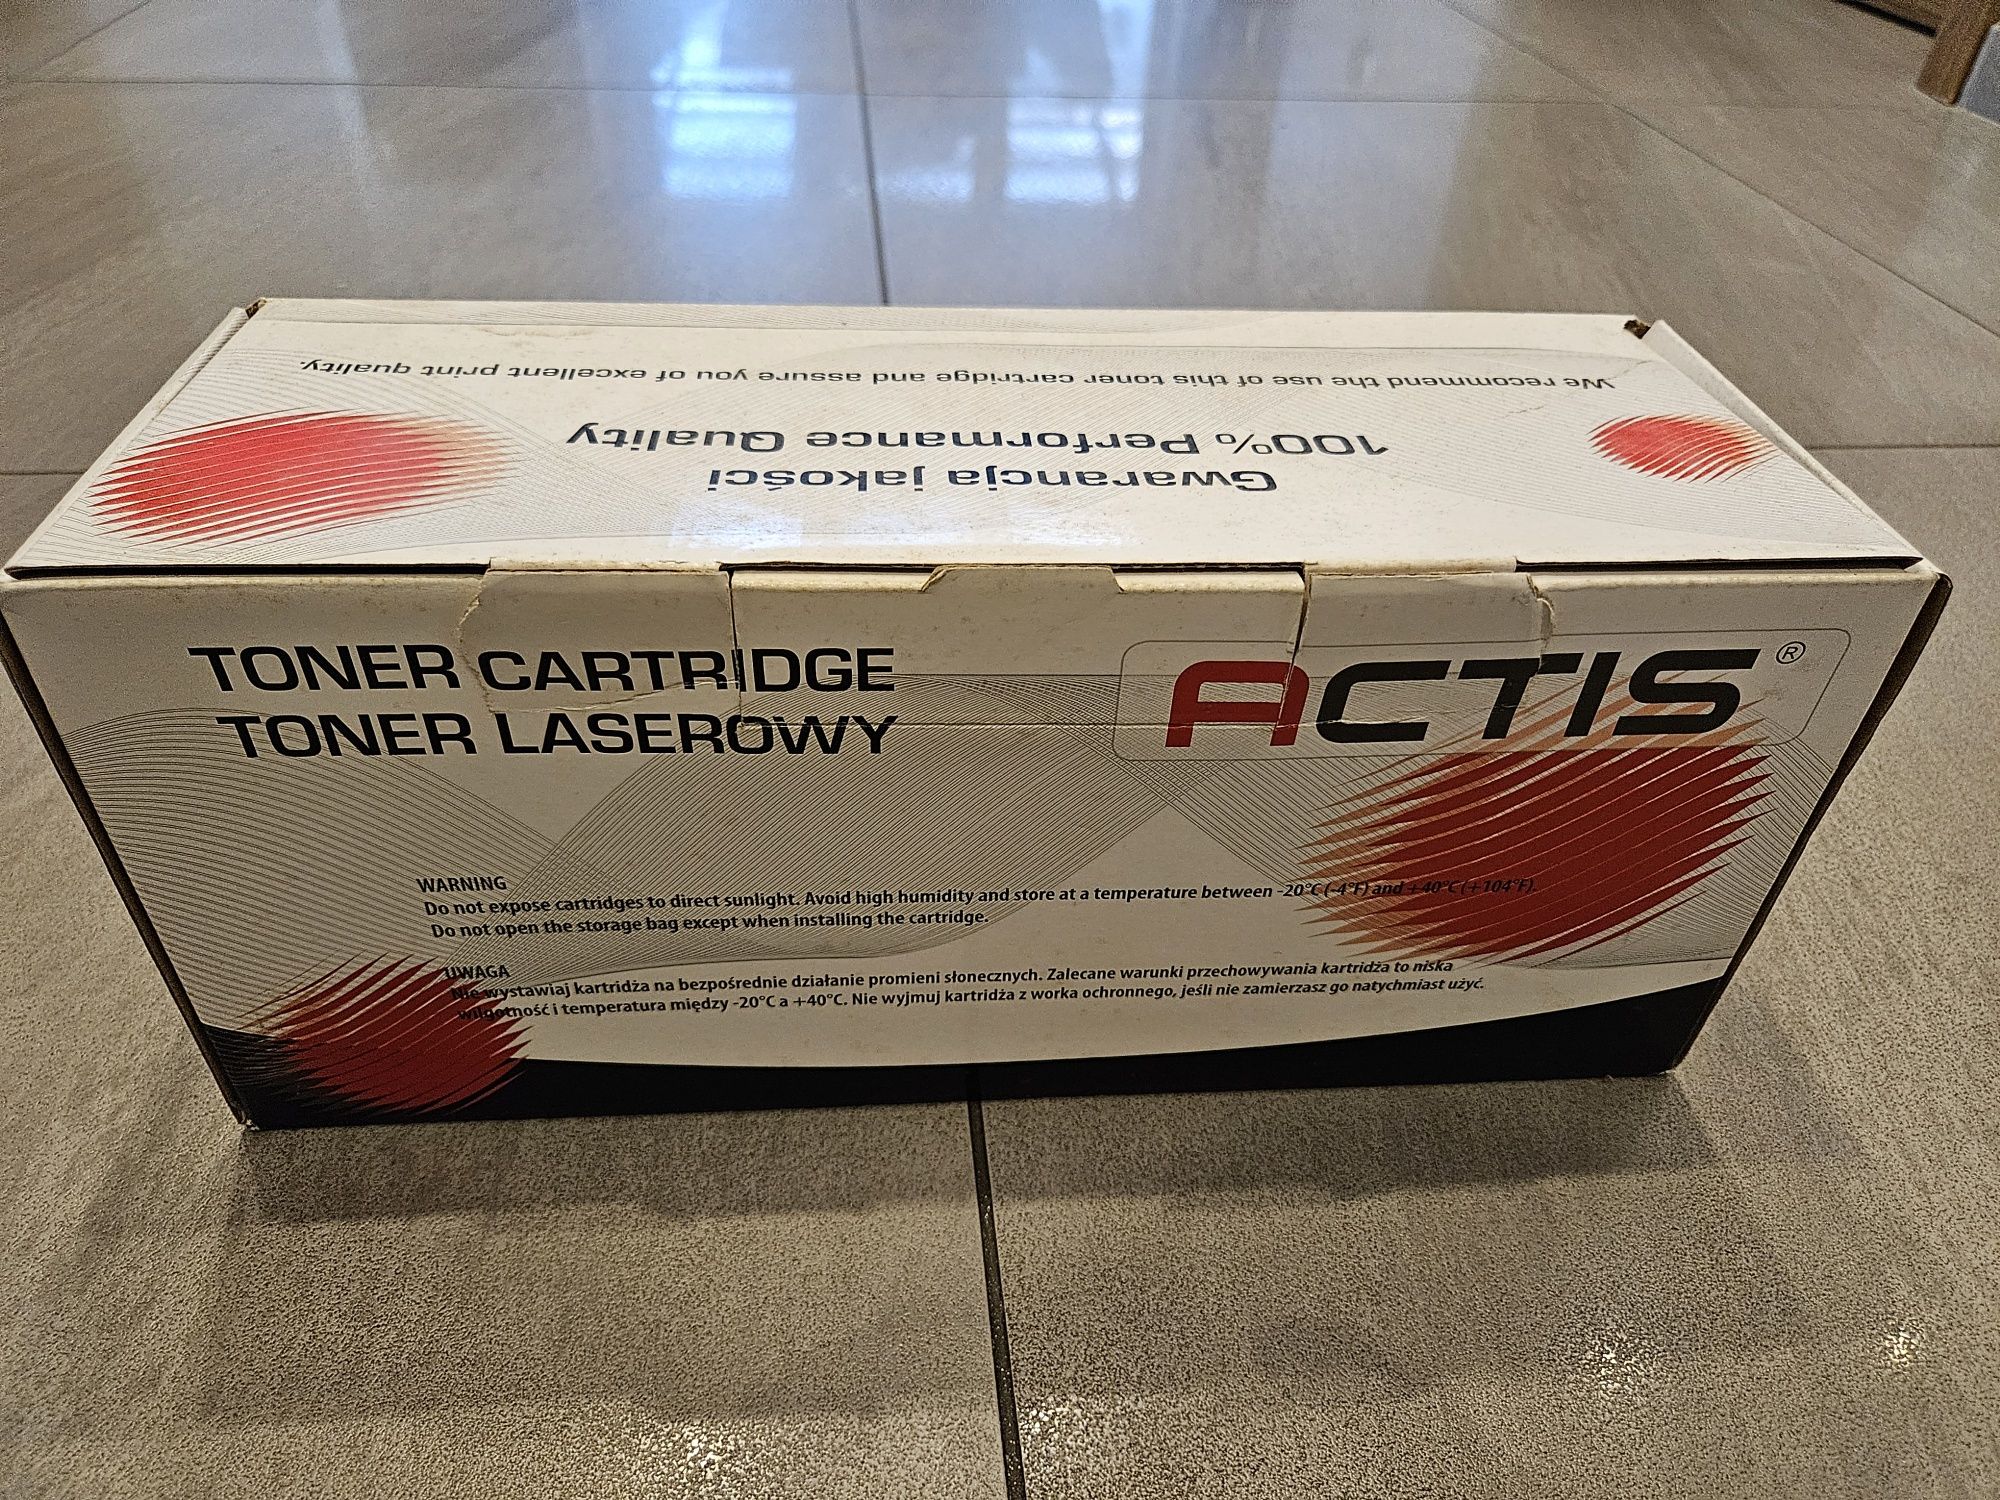 We recommend the use of this toner cartridge and assure you of excellent print quality.
100% Performance Quality
Gwarancja jakości
TONER CARTRIDGE
TONER LASEROWY
ACTIS®
WARNING
Do not expose cartridges to direct sunlight. Avoid high humidity and store at a temperature between -20°C (-4°F) and +40°C (+104°F).
Do not open the storage bag except when installing the cartridge.
UWAGA
Nie wystawiaj kartridża na bezpośrednie działanie promieni słonecznych. Zalecane warunki przechowywania kartridża to niska
wilgotność i temperatura między -20°C a +40°C. Nie wyjmuj kartridża z worka ochronnego, jeśli nie zamierzasz go natychmiast użyć.